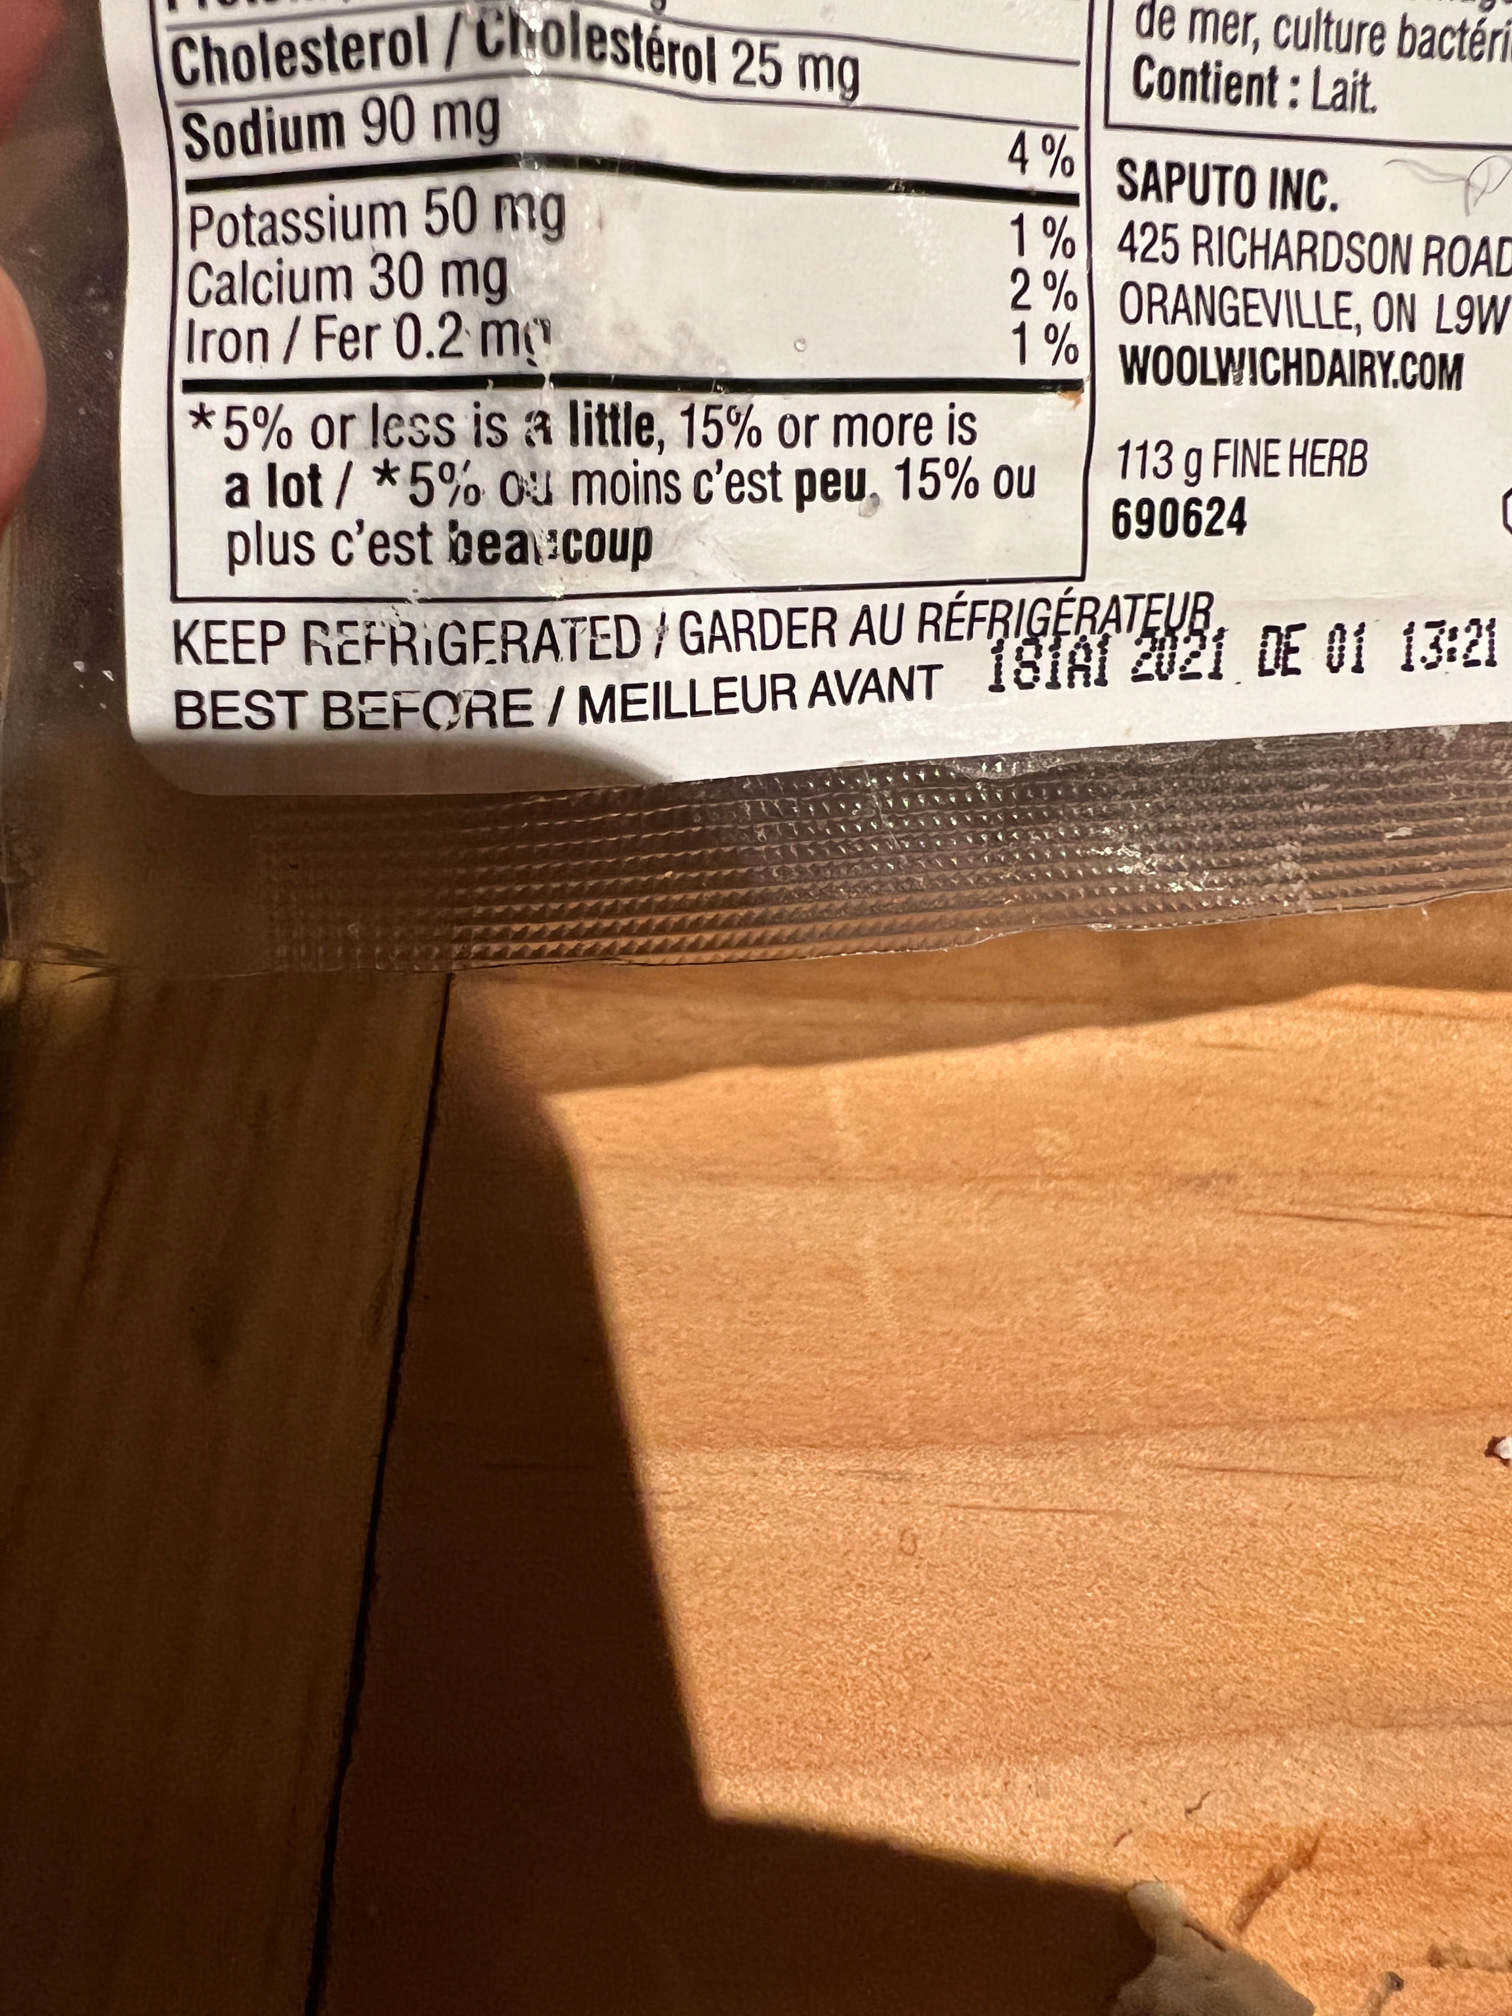 Cholesterol / Cholestérol 25 mg
Sodium 90 mg 4 %
Potassium 50 mg 1 %
Calcium 30 mg 2 %
Iron / Fer 0.2 mg 1 %
*5% or less is a little, 15% or more is
a lot / *5% ou moins c'est peu, 15% ou
plus c'est beaucoup
de mer, culture
Contient : Lait.
SAPUTO INC.
425 RICHARDSON ROAD
ORANGEVILLE, ON L9W
WOOLWICHDAIRY.COM
113 g FINE HERB
690624
KEEP REFRIGERATED / GARDER AU RÉFRIGÉRATEUR
BEST BEFORE / MEILLEUR AVANT 2021 DE 01 13:21